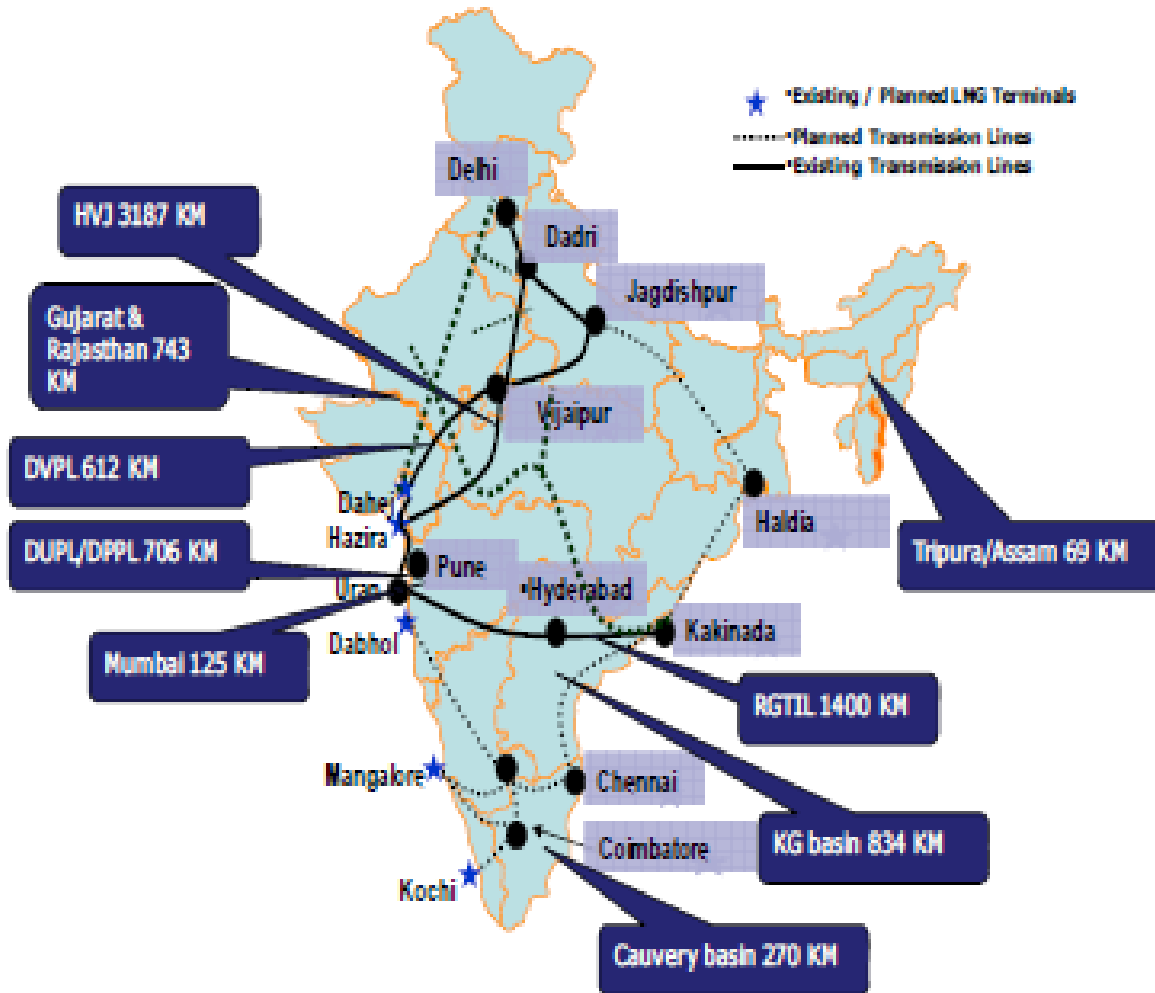 •Existing / Planned LNG Terminals
•Planned Transmission Lines
•Existing Transmission Lines
Delhi
HVJ 3187 KM
Dadri
Jagdishpur
Gujarat &
Rajasthan 743
KM
Vijaipur
DVPL 612 KM
Dahej
Hazira
Haldia
DUPL/DPPL 706 KM
Tripura/Assam 69 KM
Pune
Uran
•Hyderabad
Dabhol
Kakinada
Mumbai 125 KM
RGTIL 1400 KM
Mangalore
Chennai
Coimbatore
KG basin 834 KM
Kochi
Cauvery basin 270 KM